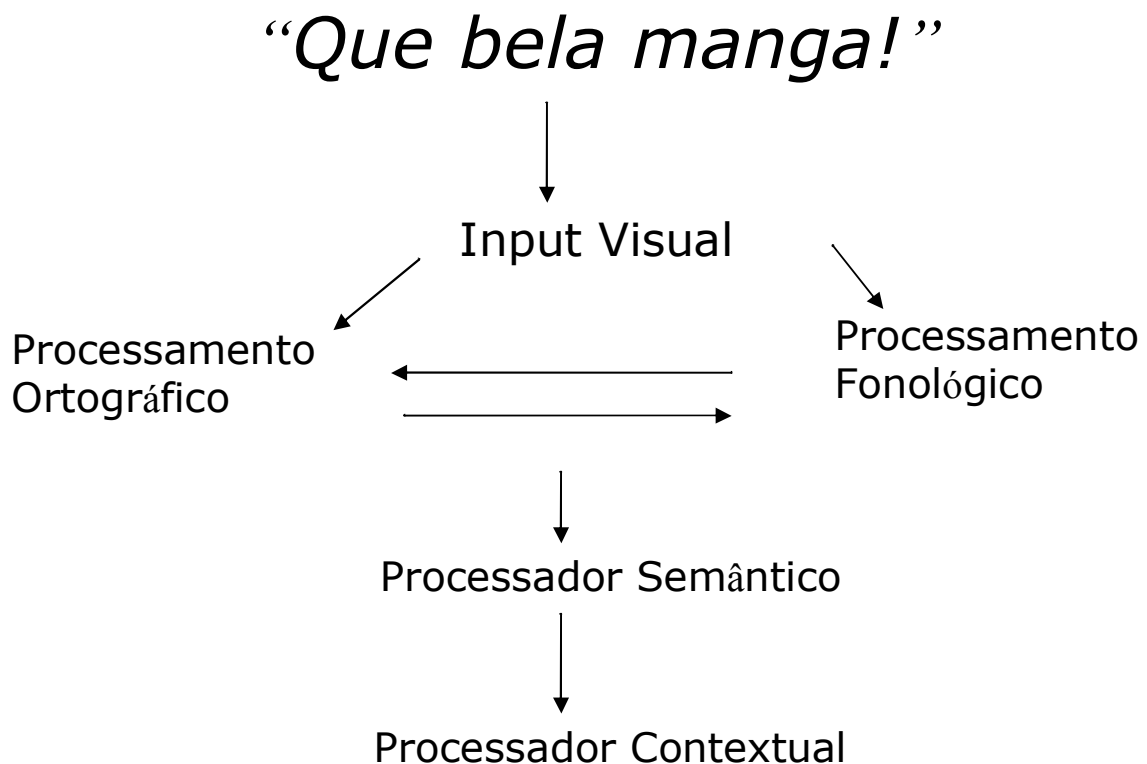 “Que bela manga!”
Input Visual
Processamento
Ortográfico
Processamento
Fonológico
Processador Semântico
Processador Contextual